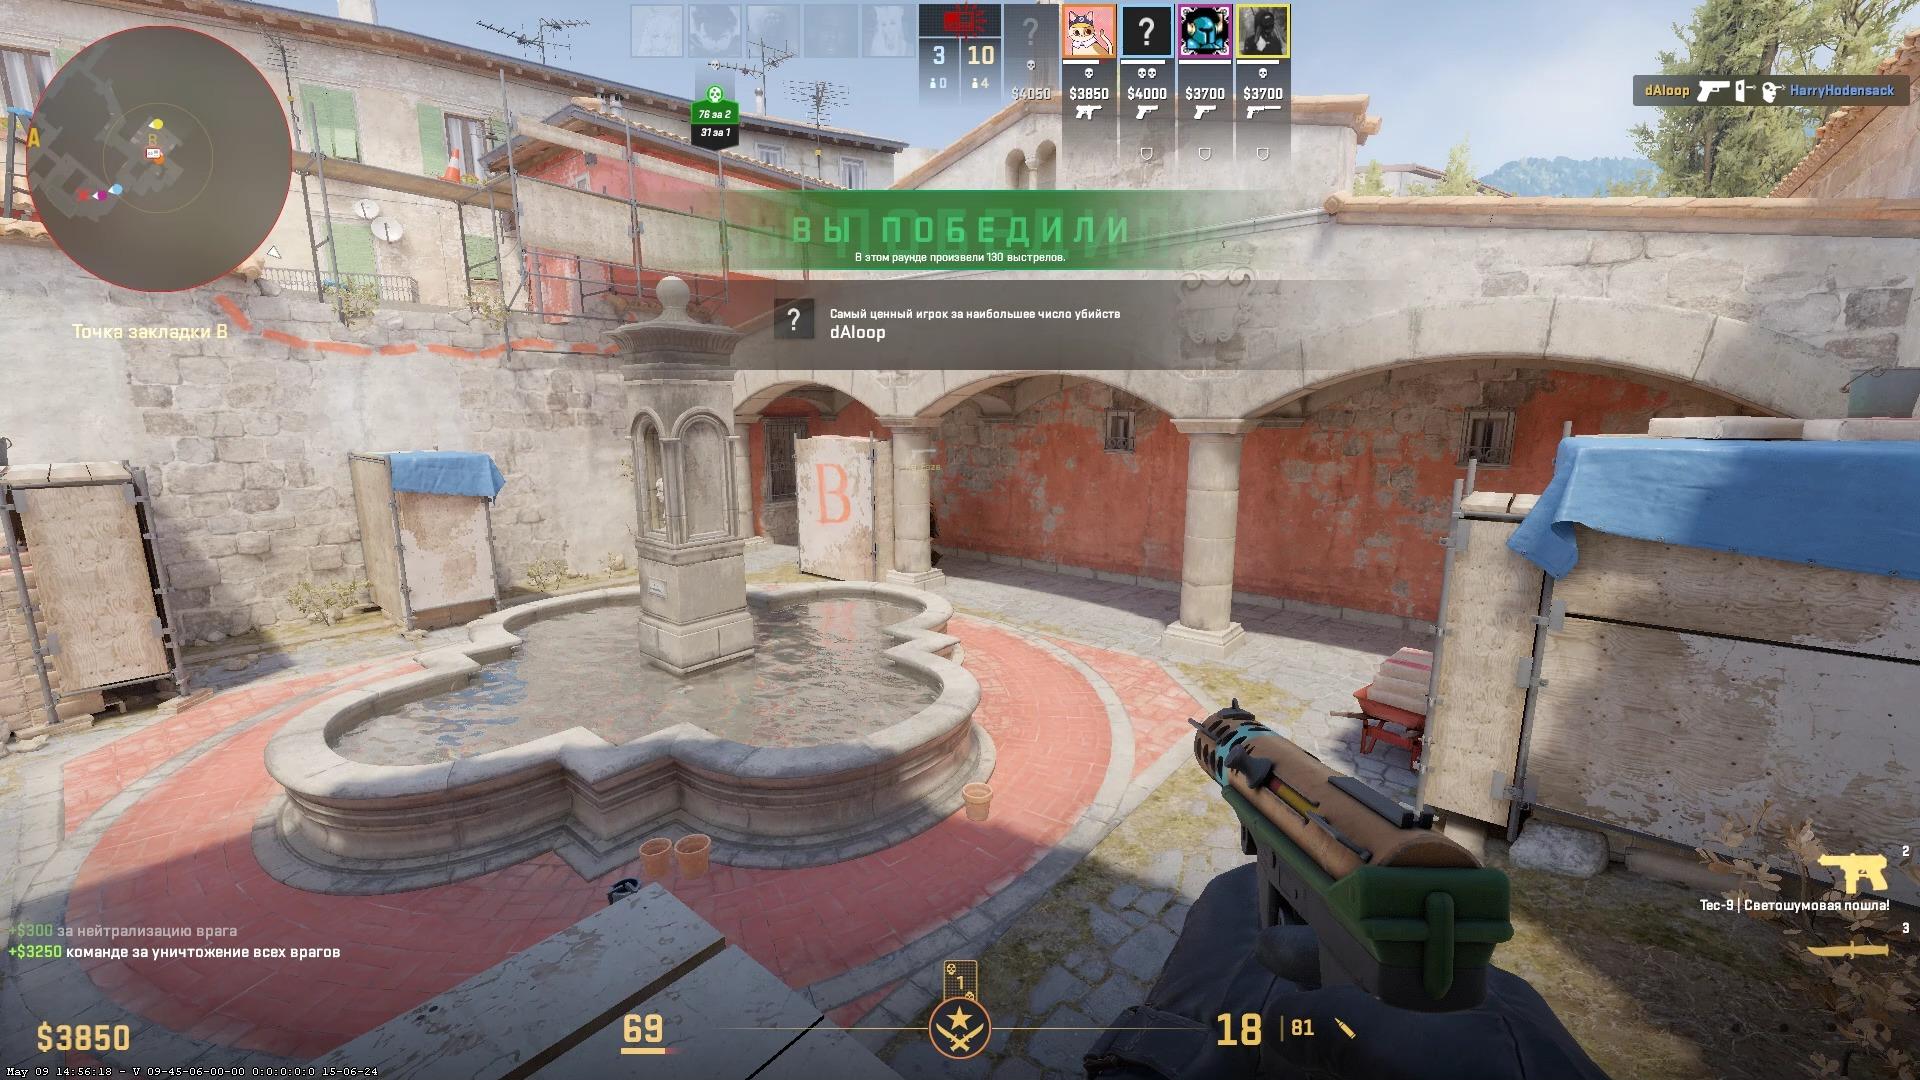 3 10
0 4
$4050 $3850 $4000 $3700 $3700
76 за 2
31 за 1
dAloop HarryHodensack
A
B
ВЫ ПОБЕДИЛИ
В этом раунде произвели 130 выстрелов.
?
Самый ценный игрок за наибольшее число убийств
dAloop
Точка закладки B
B
2
Tec-9 | Светошумовая пошла!
3
+$300 за нейтрализацию врага
+$3250 команде за уничтожение всех врагов
1
$3850
69
18 | 81
May 09 14:56:18 - V 09-45-06-00-00 0:0:0:0:0 15-06-24